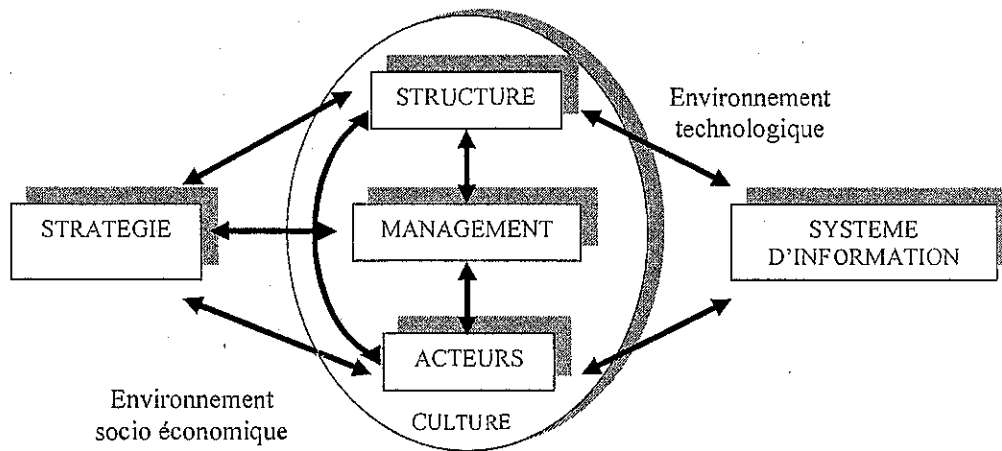 STRUCTURE
Environnement
technologique
STRATEGIE
MANAGEMENT
SYSTEME
D'INFORMATION
ACTEURS
Environnement
socio économique
CULTURE